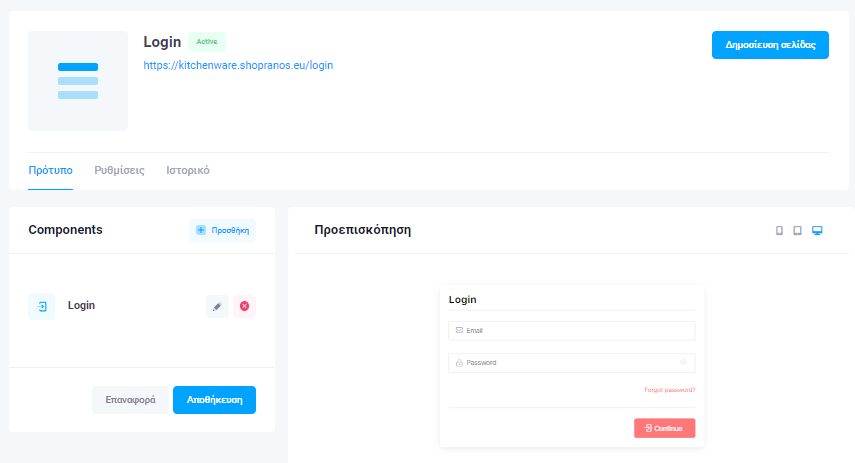 Login Active
Δημοσίευση σελίδας
https://kitchenware.shopranos.eu/login
Πρότυπο Ρυθμίσεις Ιστορικό
Components
Προσθήκη
Login
Επαναφορά Αποθήκευση
Προεπισκόπηση
Login
Email
Password
Forgot password?
Continue